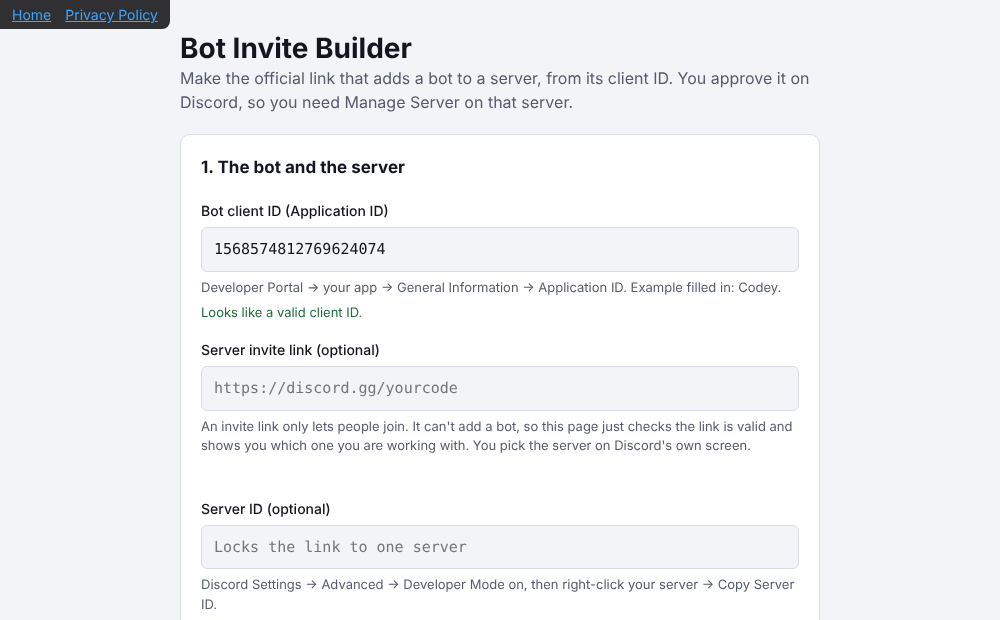 Home Privacy Policy
Bot Invite Builder
Make the official link that adds a bot to a server, from its client ID. You approve it on
Discord, so you need Manage Server on that server.
1. The bot and the server
Bot client ID (Application ID)
1568574812769624074
Developer Portal → your app → General Information → Application ID. Example filled in: Codey.
Looks like a valid client ID.
Server invite link (optional)
https://discord.gg/yourcode
An invite link only lets people join. It can't add a bot, so this page just checks the link is valid and
shows you which one you are working with. You pick the server on Discord's own screen.
Server ID (optional)
Locks the link to one server
Discord Settings → Advanced → Developer Mode on, then right-click your server → Copy Server
ID.